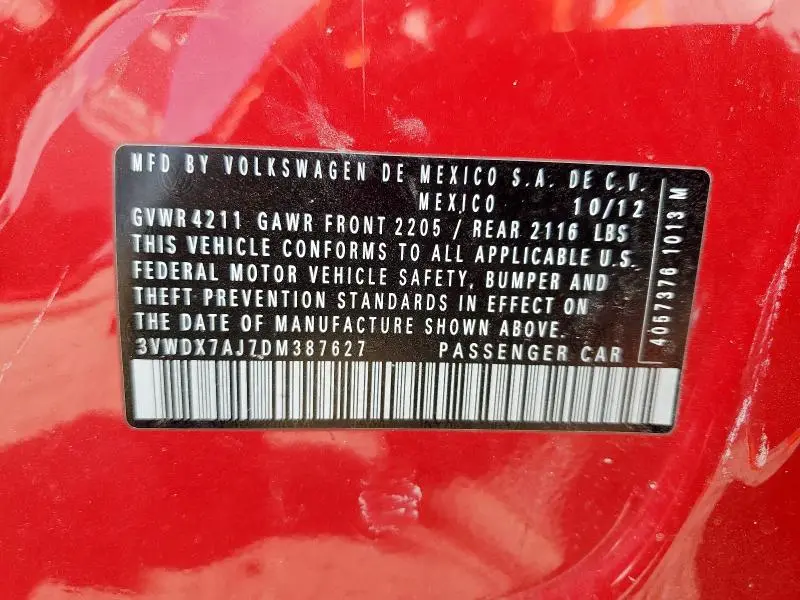 MFD BY VOLKSWAGEN DE MEXICO S.A. DE C.V.
MEXICO 10/12
GVWR 4211 GAWR FRONT 2205 / REAR 2116 LBS
THIS VEHICLE CONFORMS TO ALL APPLICABLE U.S.
FEDERAL MOTOR VEHICLE SAFETY, BUMPER AND
THEFT PREVENTION STANDARDS IN EFFECT ON
THE DATE OF MANUFACTURE SHOWN ABOVE.
3VWDX7AJ7DM387627 PASSENGER CAR
4057376 1013 M